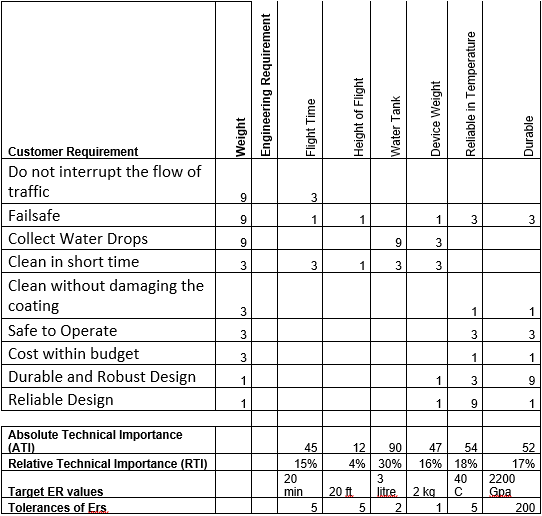 Customer Requirement Weight Engineering Requirement Flight Time Height of Flight Water Tank Device Weight Reliable in Temperature Durable
Do not interrupt the flow of
traffic 9 3
Failsafe 9 1 1 1 3 3
Collect Water Drops 9 9 3
Clean in short time 3 3 1 3 3
Clean without damaging the
coating 3 1 1
Safe to Operate 3 3 3
Cost within budget 3 1 1
Durable and Robust Design 1 1 3 9
Reliable Design 1 1 9 1
Absolute Technical Importance
(ATI) 45 12 90 47 54 52
Relative Technical Importance (RTI) 15% 4% 30% 16% 18% 17%
20 3 40 2200
Target ER values min 20 ft litre 2 kg C Gpa
Tolerances of Ers 5 5 2 1 5 200